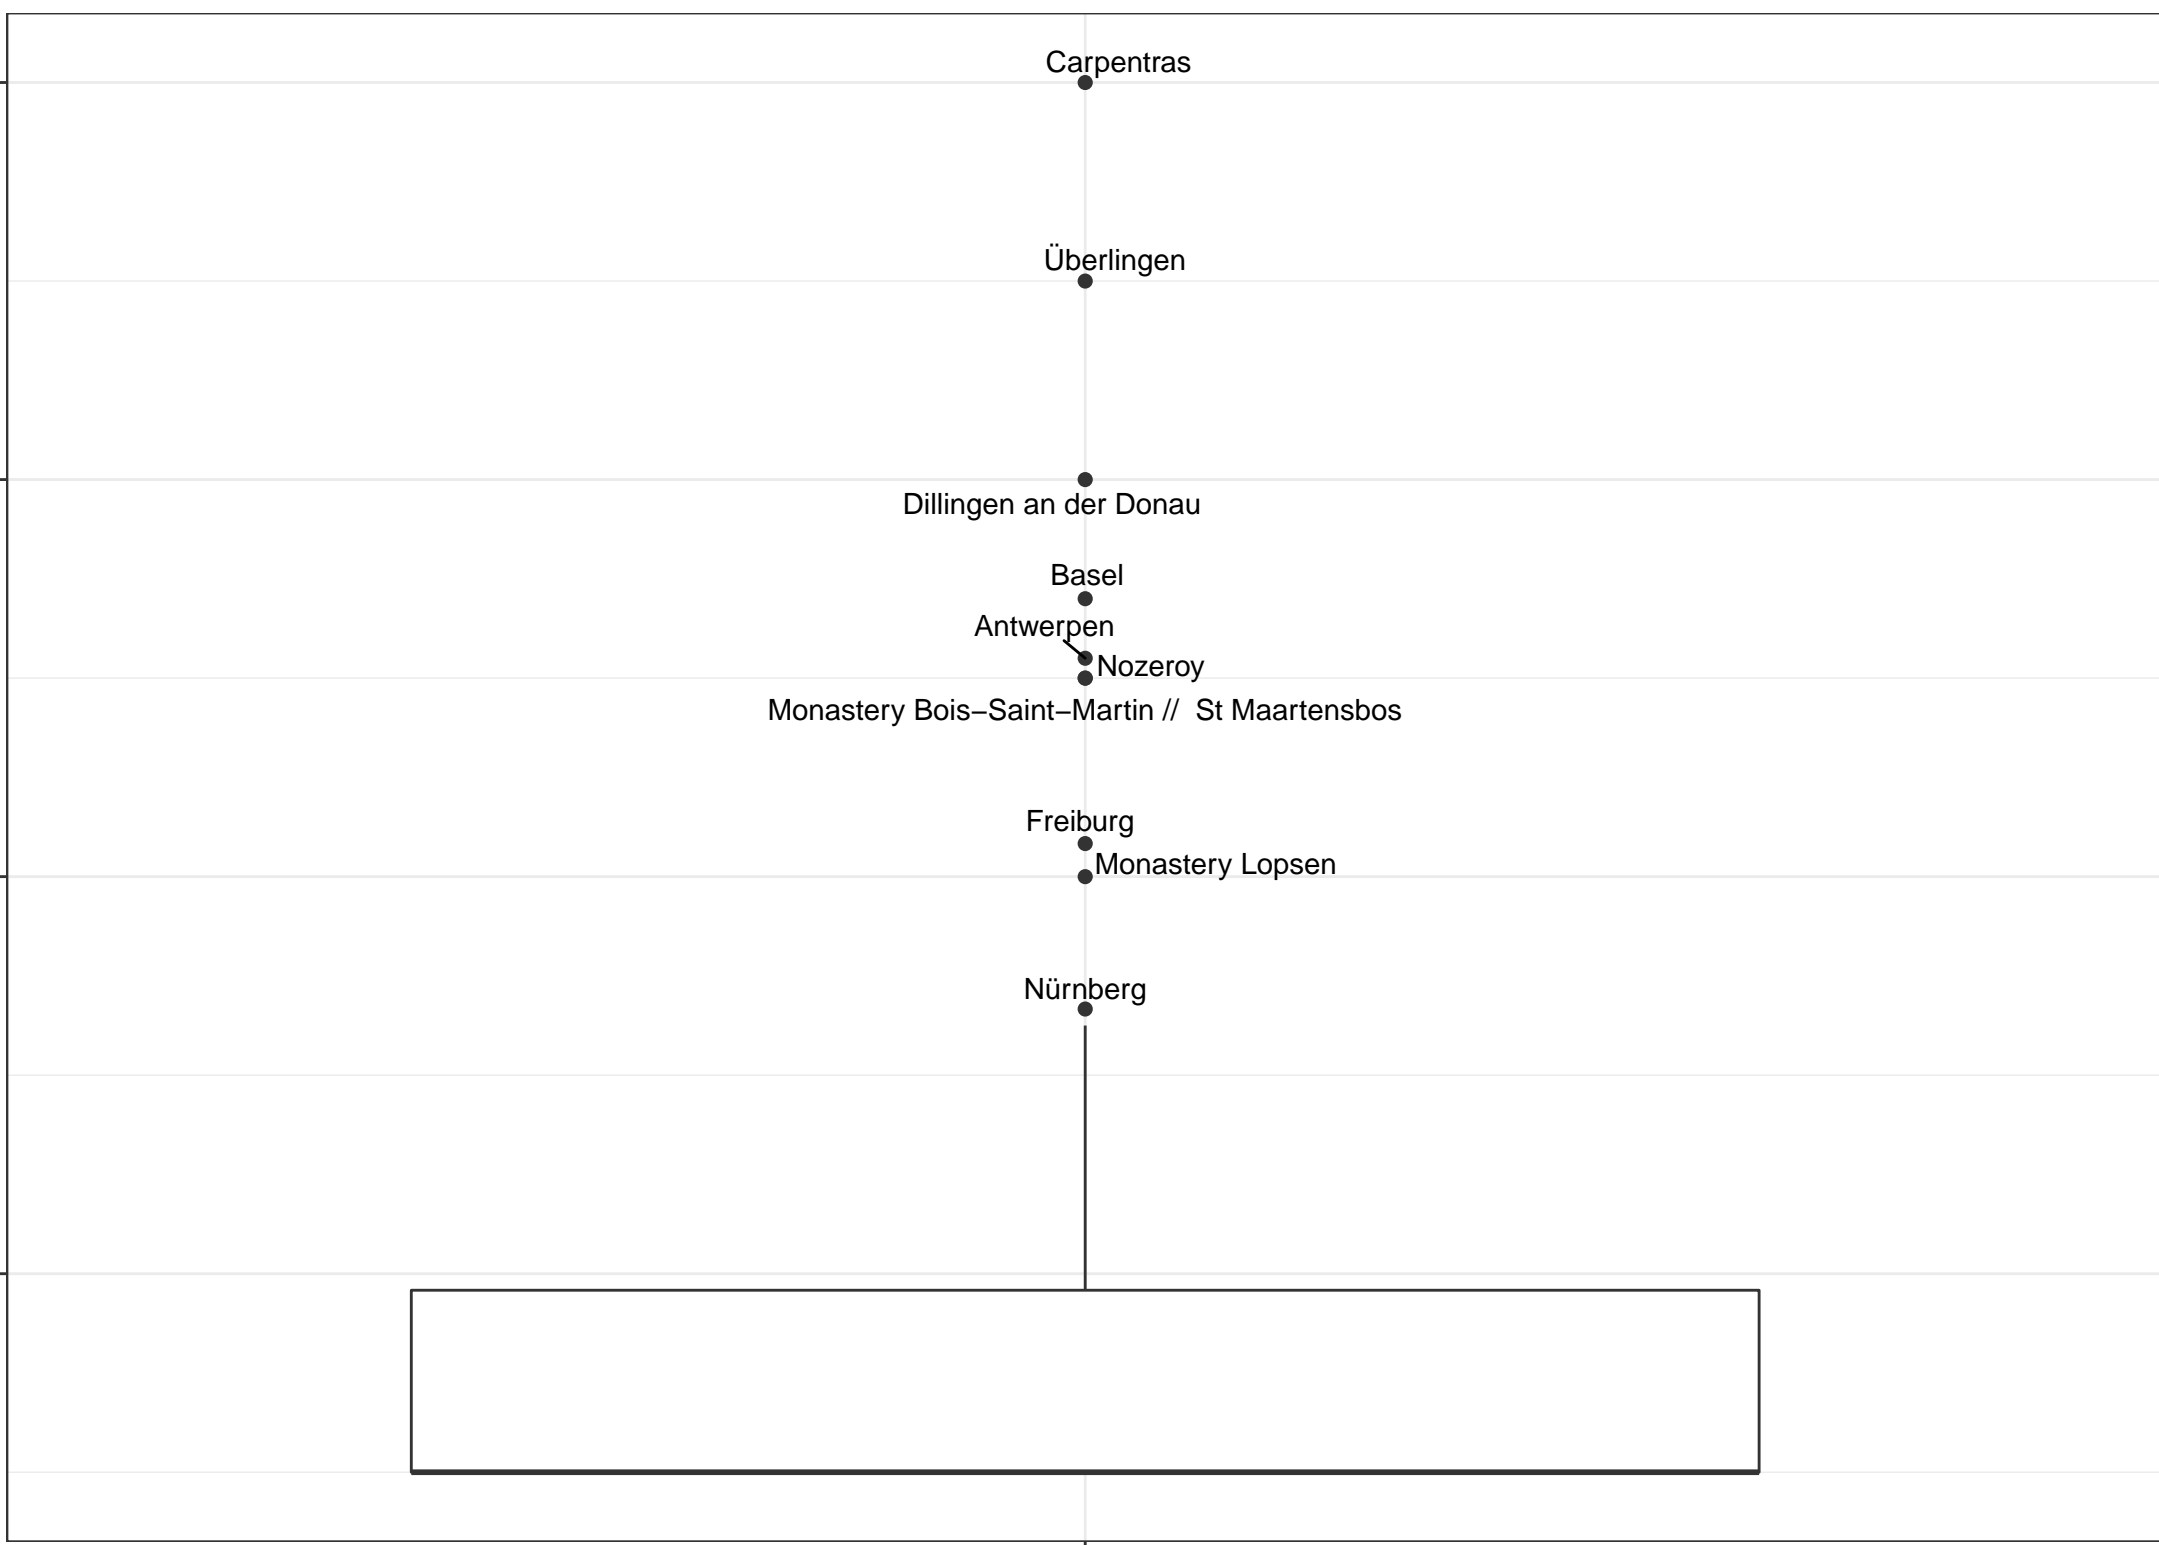 Carpentras
Überlingen
Dillingen an der Donau
Basel
Antwerpen
Nozeroy
Monastery Bois−Saint−Martin //  St Maartensbos
Freiburg
Monastery Lopsen
Nürnberg